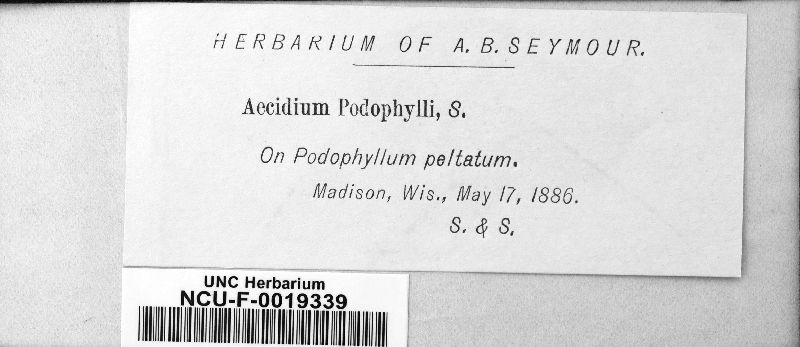 HERBARIUM OF A. B. SEYMOUR.
Aecidium Podophylli, S.
On Podophyllum peltatum.
Madison, Wis., May 17, 1886.
S. & S.
UNC Herbarium
NCU-F-0019339